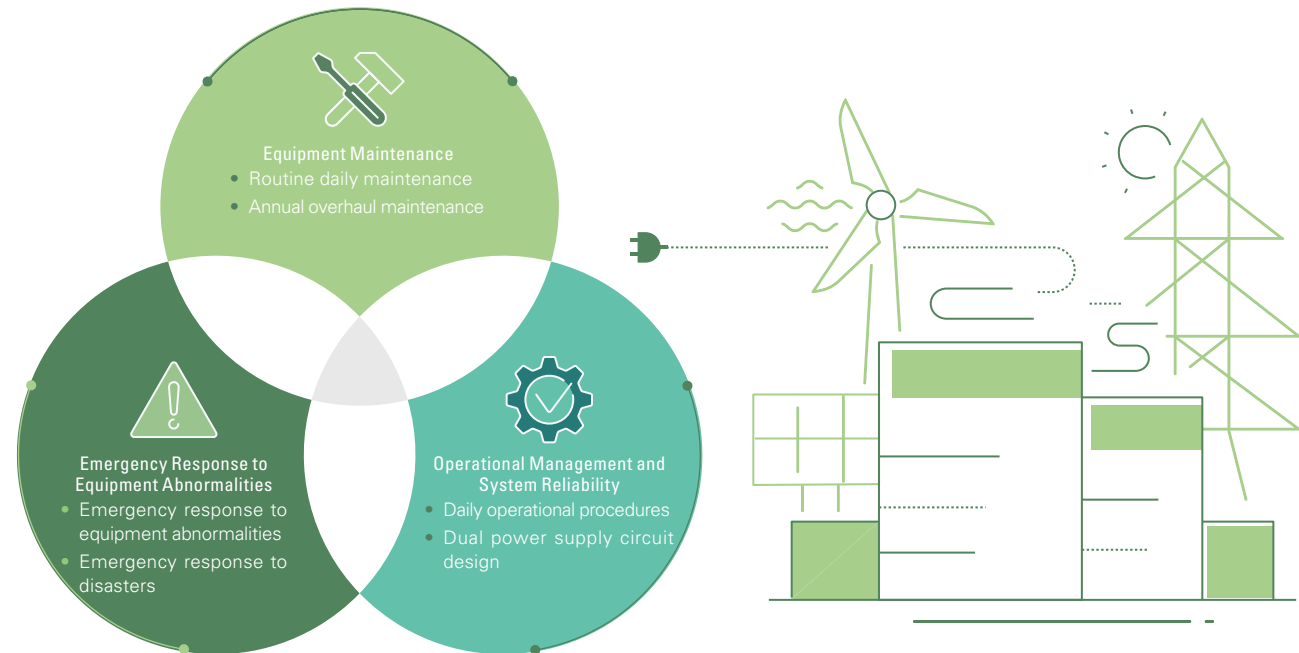 Equipment Maintenance
• Routine daily maintenance
• Annual overhaul maintenance
Emergency Response to
Equipment Abnormalities
• Emergency response to
equipment abnormalities
• Emergency response to
disasters
Operational Management and
System Reliability
• Daily operational procedures
• Dual power supply circuit
design